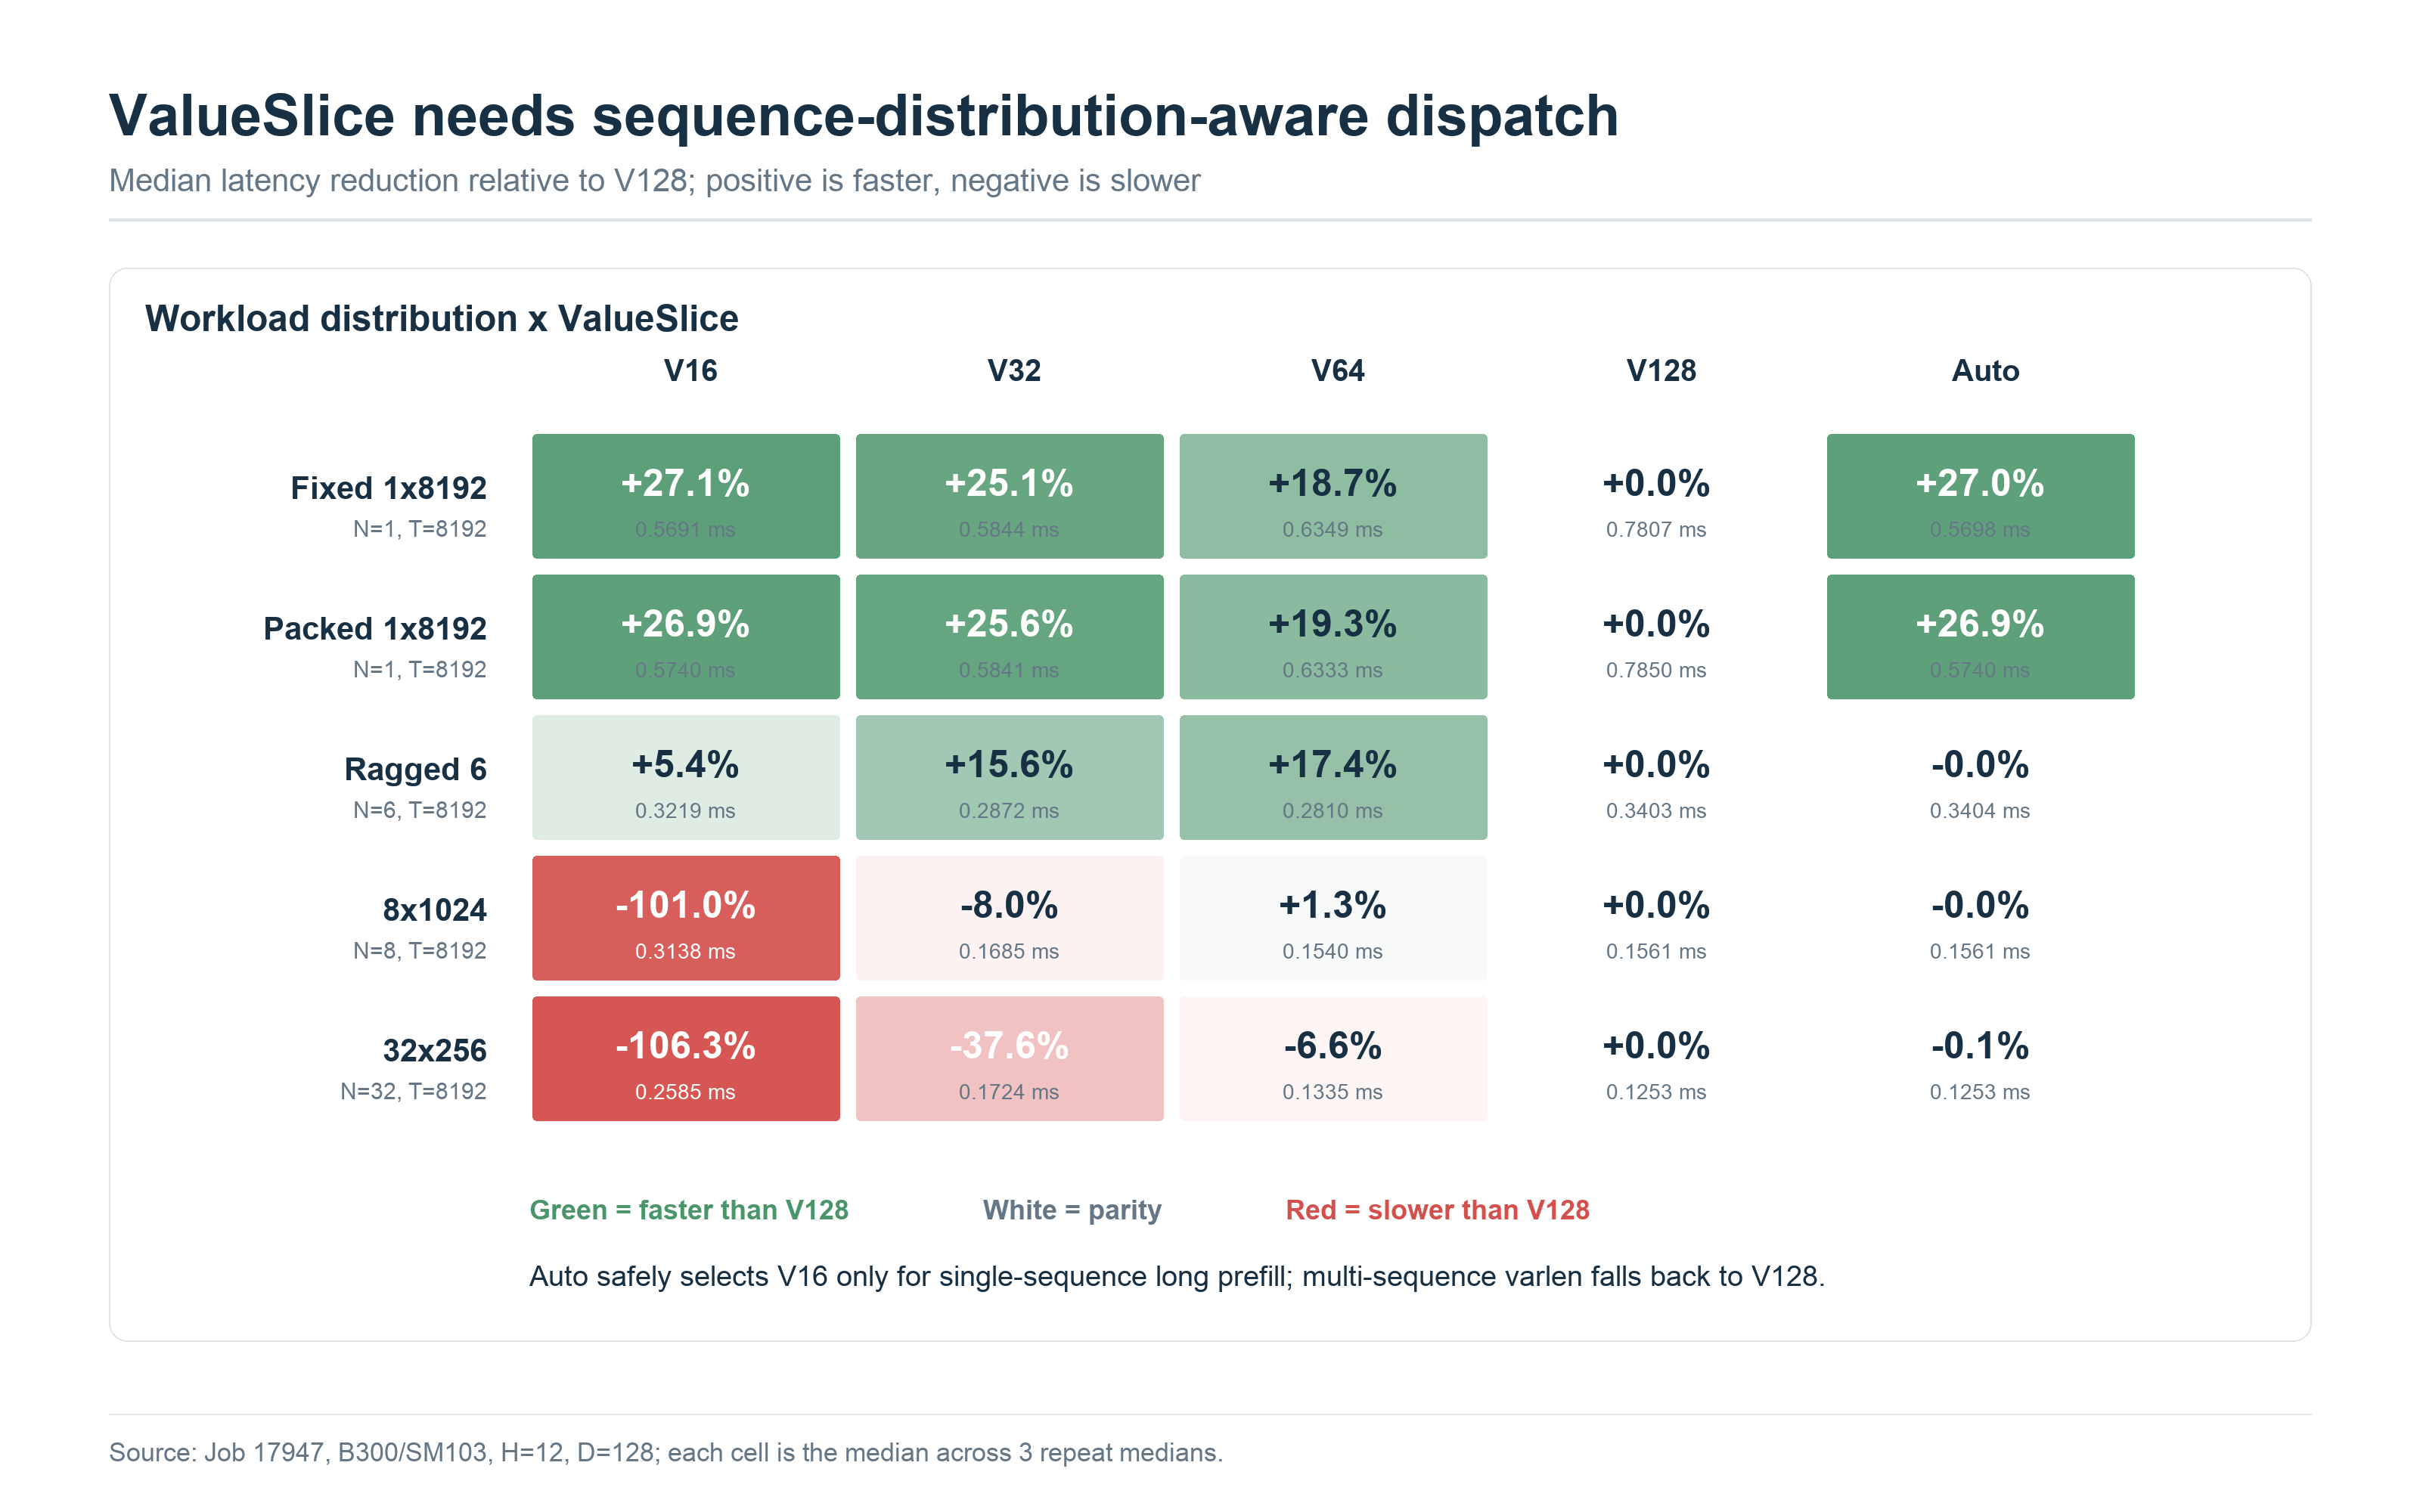 ValueSlice needs sequence-distribution-aware dispatch
Median latency reduction relative to V128; positive is faster, negative is slower
Workload distribution x ValueSlice
V16 V32 V64 V128 Auto
Fixed 1x8192 +27.1% +25.1% +18.7% +0.0% +27.0%
N=1, T=8192 0.5691 ms 0.5844 ms 0.6349 ms 0.7807 ms 0.5698 ms
Packed 1x8192 +26.9% +25.6% +19.3% +0.0% +26.9%
N=1, T=8192 0.5740 ms 0.5841 ms 0.6333 ms 0.7850 ms 0.5740 ms
Ragged 6 +5.4% +15.6% +17.4% +0.0% -0.0%
N=6, T=8192 0.3219 ms 0.2872 ms 0.2810 ms 0.3403 ms 0.3404 ms
8x1024 -101.0% -8.0% +1.3% +0.0% -0.0%
N=8, T=8192 0.3138 ms 0.1685 ms 0.1540 ms 0.1561 ms 0.1561 ms
32x256 -106.3% -37.6% -6.6% +0.0% -0.1%
N=32, T=8192 0.2585 ms 0.1724 ms 0.1335 ms 0.1253 ms 0.1253 ms
Green = faster than V128 White = parity Red = slower than V128
Auto safely selects V16 only for single-sequence long prefill; multi-sequence varlen falls back to V128.
Source: Job 17947, B300/SM103, H=12, D=128; each cell is the median across 3 repeat medians.